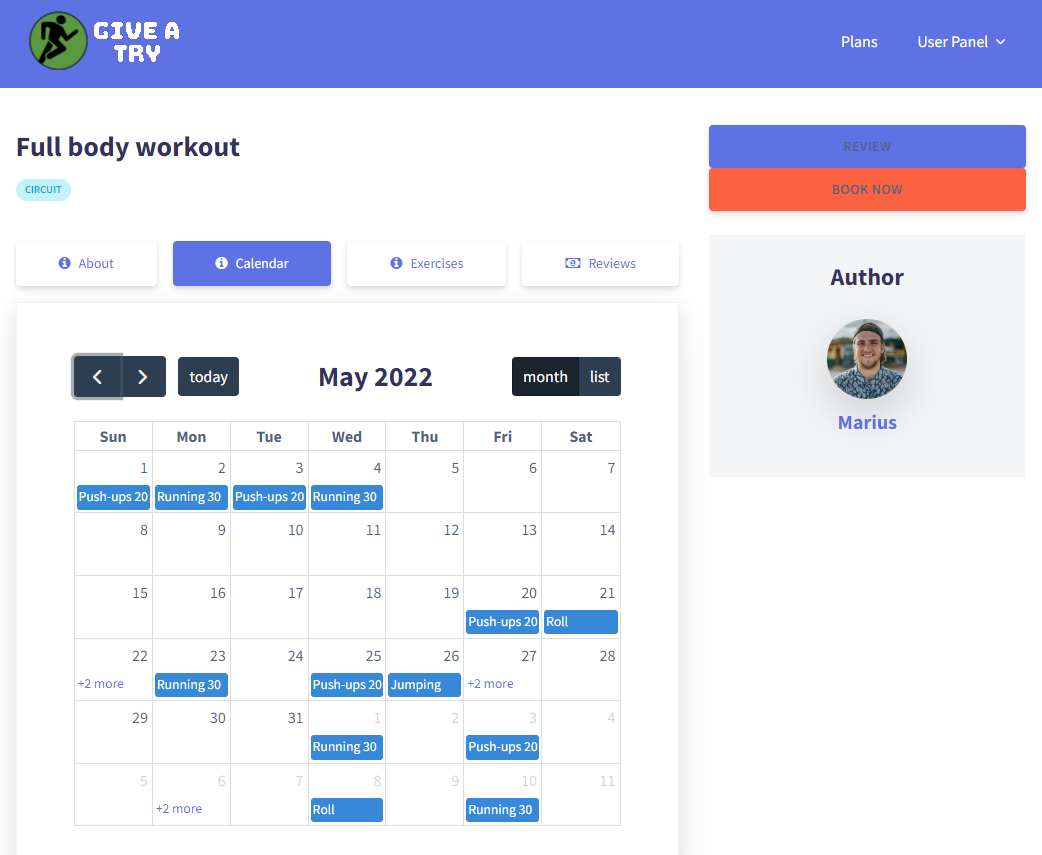 GIVE A
TRY
Plans
User Panel
Full body workout
CIRCUIT
REVIEW
BOOK NOW
About
Calendar
Exercises
Reviews
Author
Marius
today
May 2022
month
list
Sun Mon Tue Wed Thu Fri Sat
1 2 3 4 5 6 7
Push-ups 20 Running 30 Push-ups 20 Running 30
8 9 10 11 12 13 14
15 16 17 18 19 20 21
Push-ups 20 Roll
22 23 24 25 26 27 28
+2 more Running 30 Push-ups 20 Jumping +2 more
29 30 31 1 2 3 4
Running 30 Push-ups 20
5 6 7 8 9 10 11
+2 more Roll Running 30